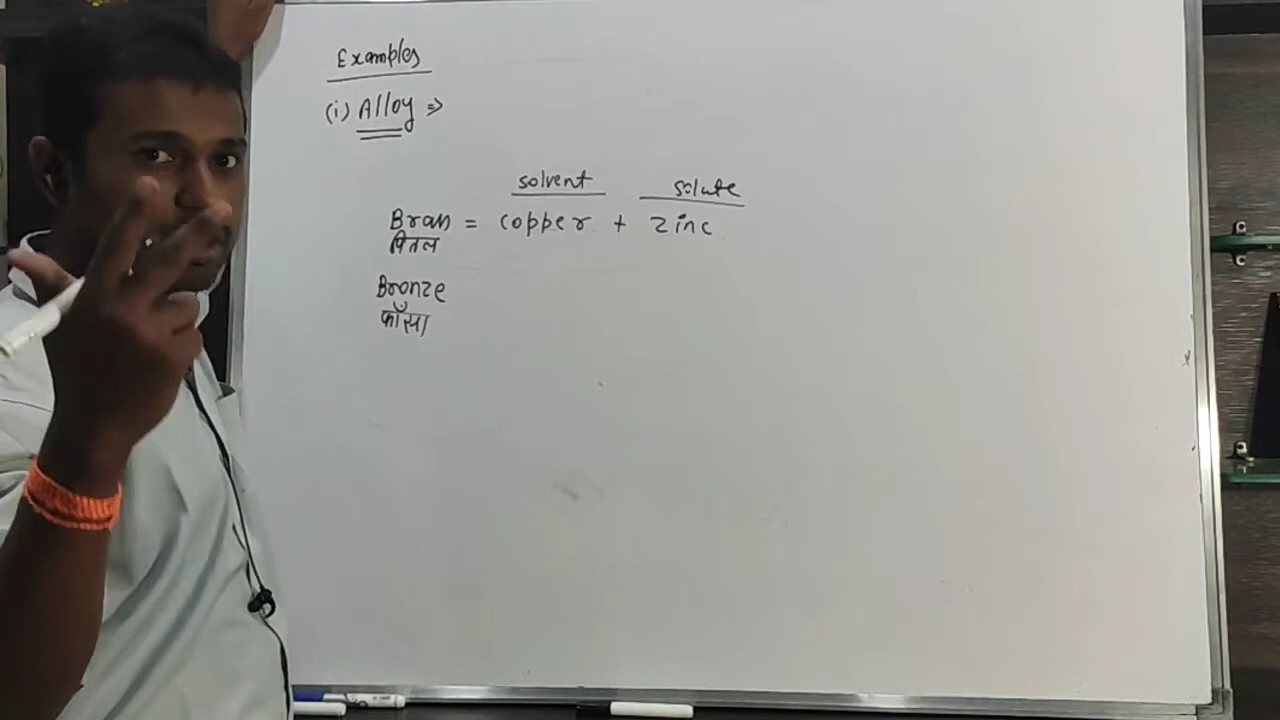 Examples
(i) Alloy ⇒
solvent solute
Brass = copper + zinc
पितल
Bronze
काँसा